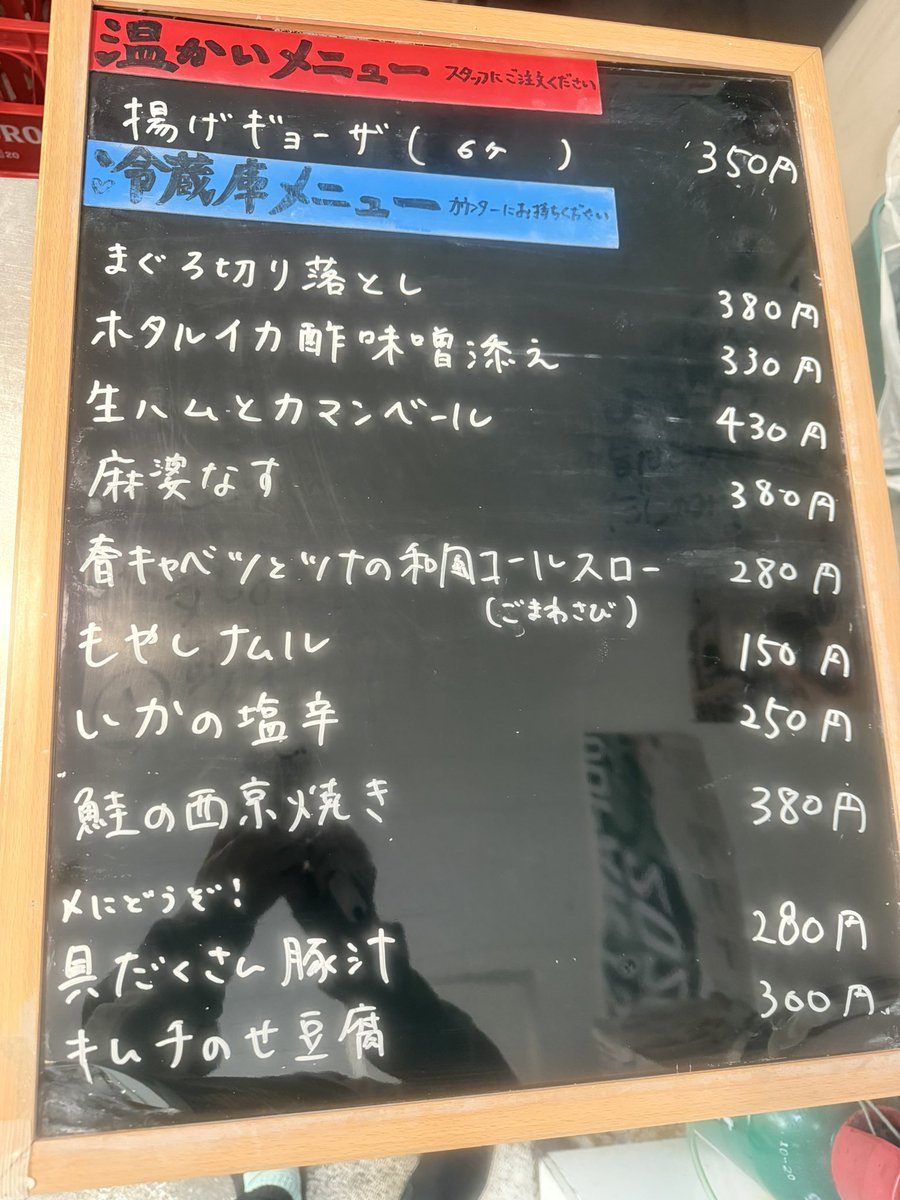 温かいメニュー スタッフにご注文ください
揚げギョーザ( 6ヶ ) 350円
冷蔵庫メニュー カウンターにお持ちください
まぐろ切り落とし 380円
ホタルイカ酢味噌添え 330円
生ハムとカマンベール 430円
麻婆なす 380円
春キャベツとツナの和風コールスロー 280円
(ごまわさび)
もやしナムル 150円
いかの塩辛 250円
鮭の西京焼き 380円
〆にどうぞ!
具だくさん豚汁 280円
キムチのせ豆腐 300円
10-20